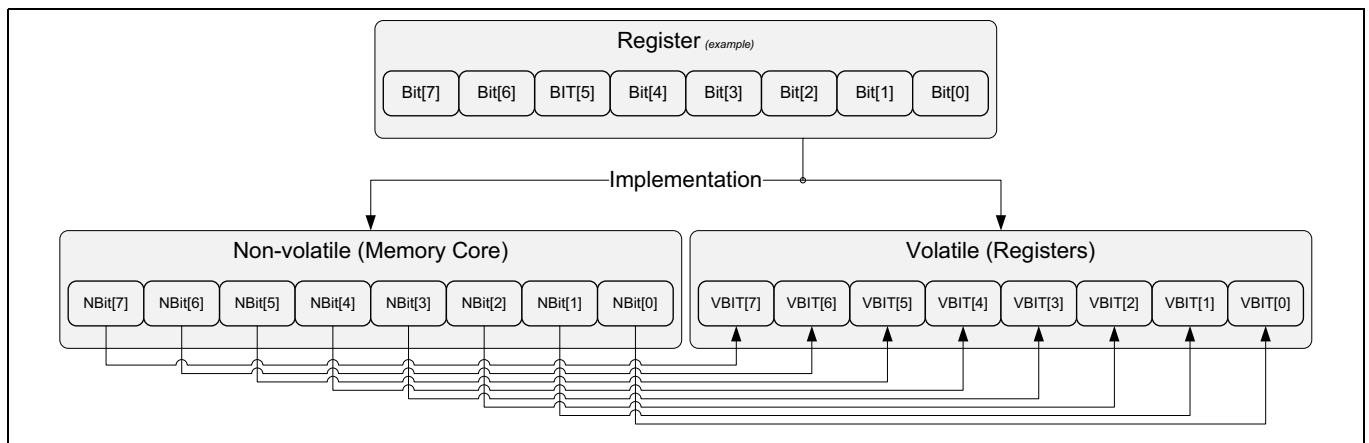 Register (example)
Bit[7] Bit[6] BIT[5] Bit[4] Bit[3] Bit[2] Bit[1] Bit[0]
Implementation
Non-volatile (Memory Core)
NBit[7] NBit[6] NBit[5] NBit[4] NBit[3] NBit[2] NBit[1] NBit[0]
Volatile (Registers)
VBIT[7] VBIT[6] VBIT[5] VBIT[4] VBIT[3] VBIT[2] VBIT[1] VBIT[0]